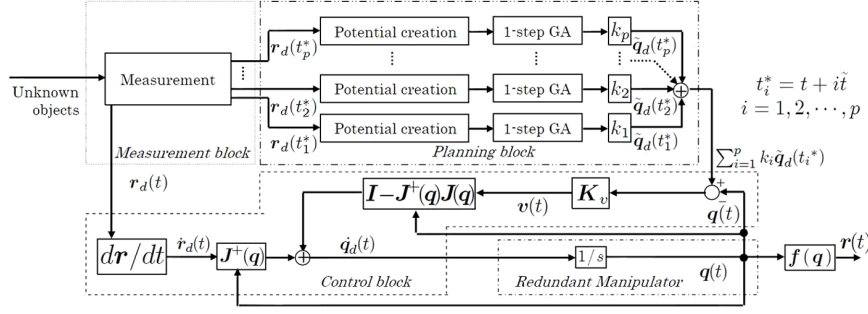 Unknown objects
Measurement
Measurement block
r_d(t_p^*)
⋮
r_d(t_2^*)
r_d(t_1^*)
Potential creation
1-step GA
k_p
q̃_d(t_p^*)
⋮
⋮
Potential creation
1-step GA
k_2
q̃_d(t_2^*)
Potential creation
1-step GA
k_1
q̃_d(t_1^*)
Planning block
t_i^* = t + i t̃
i = 1, 2, ⋯, p
∑_{i=1}^{p} k_i q̃_d(t_i^*)
r_d(t)
I − J^+(q)J(q)
v(t)
K_v
+
−
q(t)
dr/dt
ṙ_d(t)
J^+(q)
q̇_d(t)
1/s
q(t)
f(q)
r(t)
Control block
Redundant Manipulator